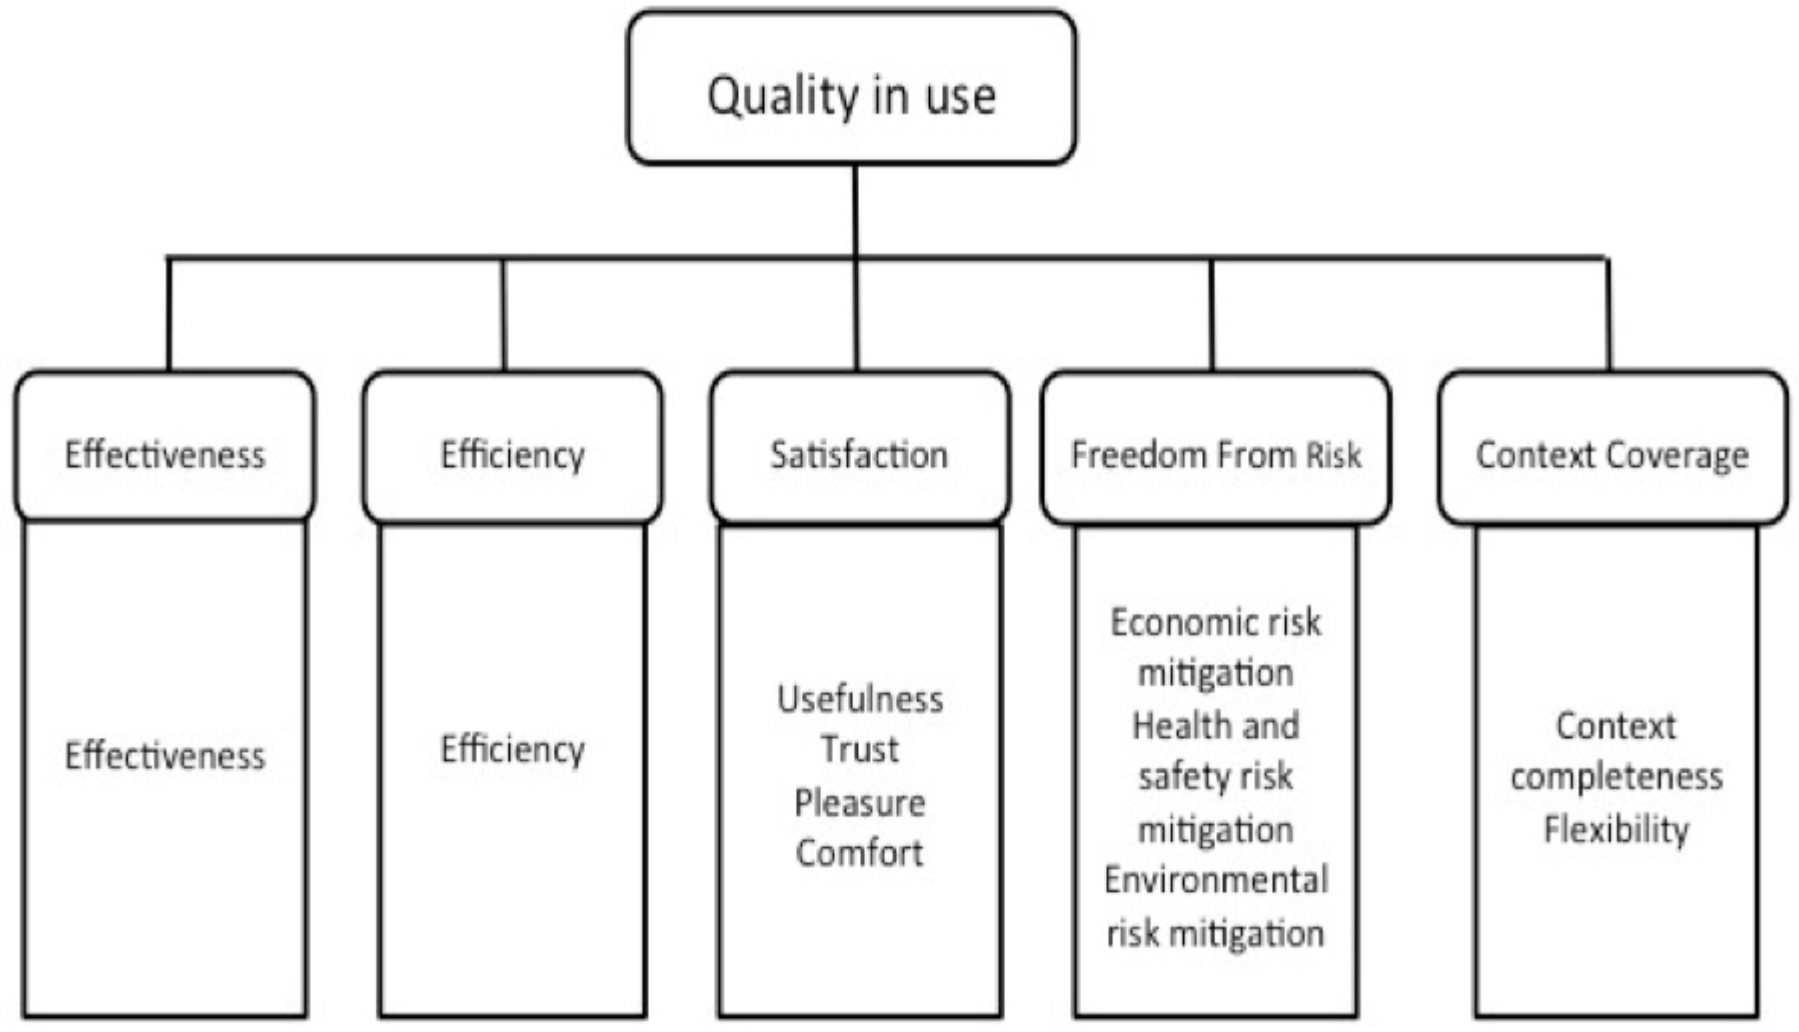 Quality in use
Effectiveness
Efficiency
Satisfaction
Freedom From Risk
Context Coverage
Effectiveness
Efficiency
Usefulness
Trust
Pleasure
Comfort
Economic risk
mitigation
Health and
safety risk
mitigation
Environmental
risk mitigation
Context
completeness
Flexibility